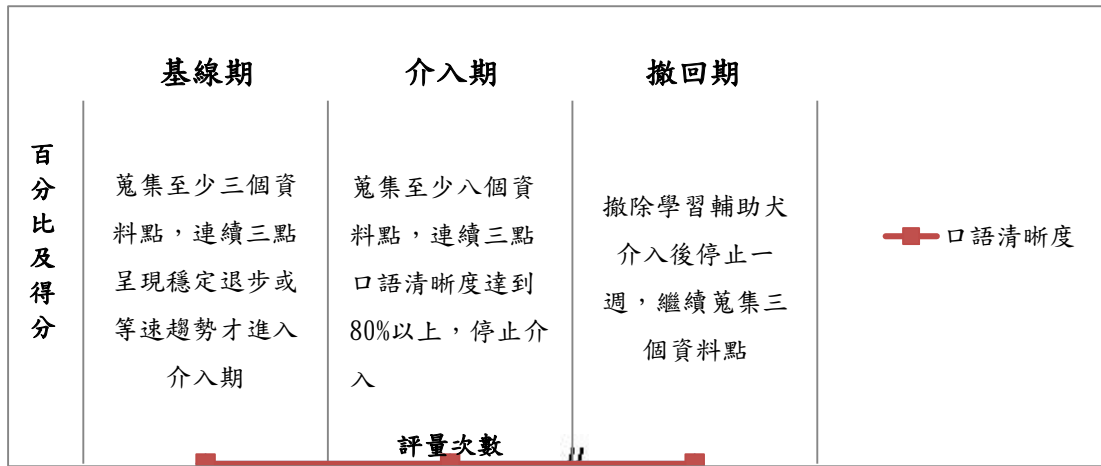 基線期
介入期
撤回期
百分比及得分
蒐集至少三個資
料點，連續三點
呈現穩定退步或
等速趨勢才進入
介入期
蒐集至少八個資
料點，連續三點
口語清晰度達到
80%以上，停止介
入
撤除學習輔助犬
介入後停止一
週，繼續蒐集三
個資料點
口語清晰度
評量次數